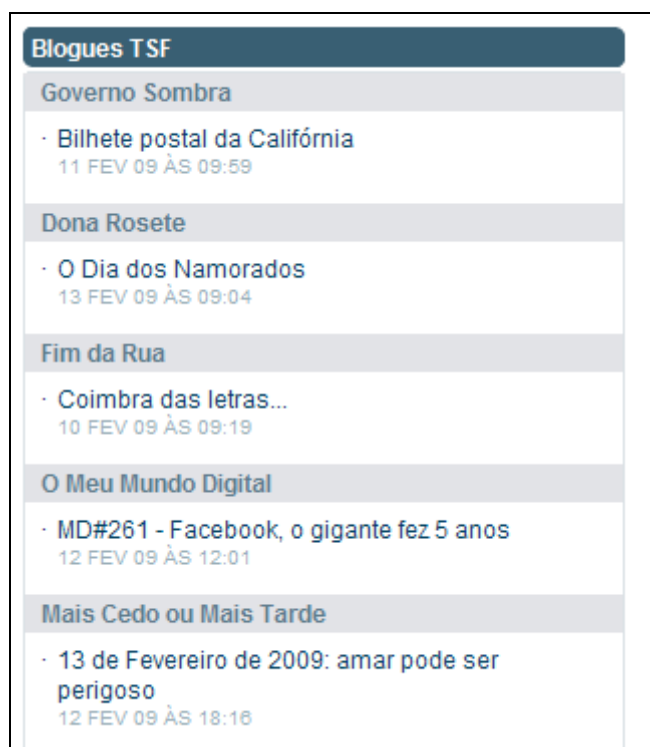 Blogues TSF
Governo Sombra
· Bilhete postal da Califórnia
11 FEV 09 ÀS 09:59
Dona Rosete
· O Dia dos Namorados
13 FEV 09 ÀS 09:04
Fim da Rua
· Coimbra das letras...
10 FEV 09 ÀS 09:19
O Meu Mundo Digital
· MD#261 - Facebook, o gigante fez 5 anos
12 FEV 09 ÀS 12:01
Mais Cedo ou Mais Tarde
· 13 de Fevereiro de 2009: amar pode ser
perigoso
12 FEV 09 ÀS 18:16